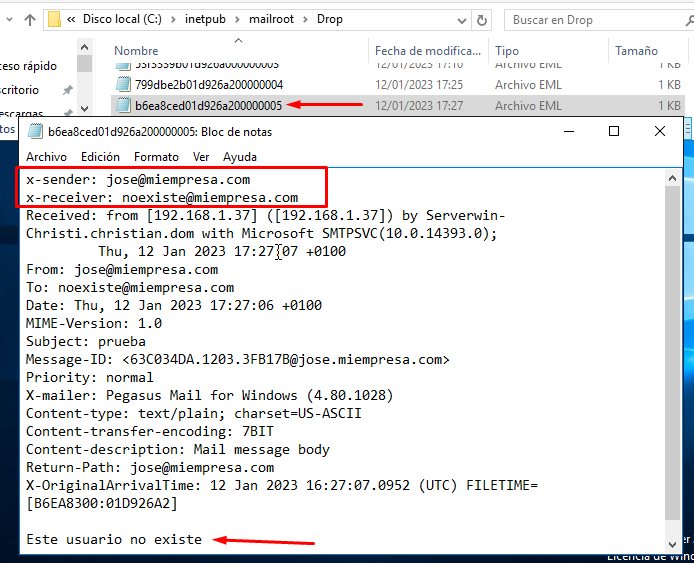 « Disco local (C:) › inetpub › mailroot › Drop
Buscar en Drop
Nombre Fecha de modifica... Tipo Tamaño
ceso rápido
12/01/2023 17:10 Archivo EML 1 KB
scritorio 799dbe2b01d926a200000004 12/01/2023 17:25 Archivo EML 1 KB
b6ea8ced01d926a200000005 12/01/2023 17:27 Archivo EML 1 KB
b6ea8ced01d926a200000005: Bloc de notas
Archivo Edición Formato Ver Ayuda
x-sender: jose@miempresa.com
x-receiver: noexiste@miempresa.com
Received: from [192.168.1.37] ([192.168.1.37]) by Serverwin-
Christi.christian.dom with Microsoft SMTPSVC(10.0.14393.0);
Thu, 12 Jan 2023 17:27:07 +0100
From: jose@miempresa.com
To: noexiste@miempresa.com
Date: Thu, 12 Jan 2023 17:27:06 +0100
MIME-Version: 1.0
Subject: prueba
Message-ID: <63C034DA.1203.3FB17B@jose.miempresa.com>
Priority: normal
X-mailer: Pegasus Mail for Windows (4.80.1028)
Content-type: text/plain; charset=US-ASCII
Content-transfer-encoding: 7BIT
Content-description: Mail message body
Return-Path: jose@miempresa.com
X-OriginalArrivalTime: 12 Jan 2023 16:27:07.0952 (UTC) FILETIME=
[B6EA8300:01D926A2]
Este usuario no existe